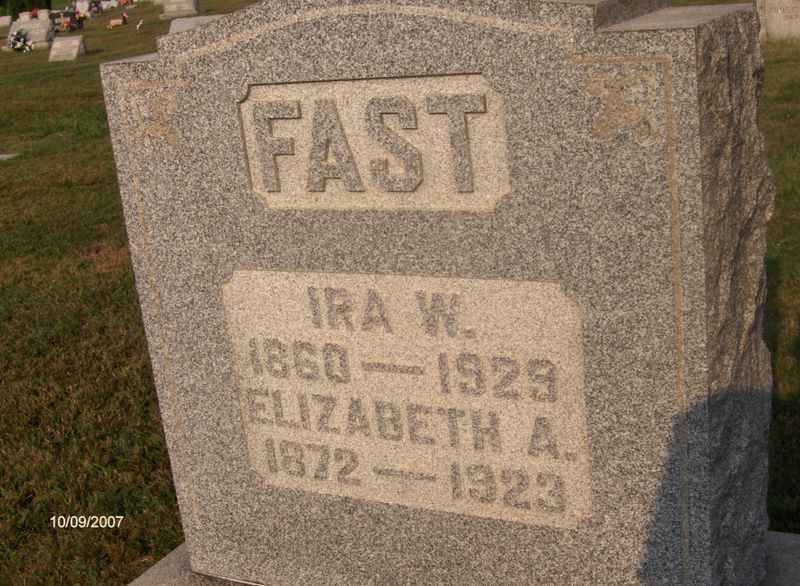 FAST
IRA W.
1860 — 1929
ELIZABETH A.
1872 — 1923
10/09/2007